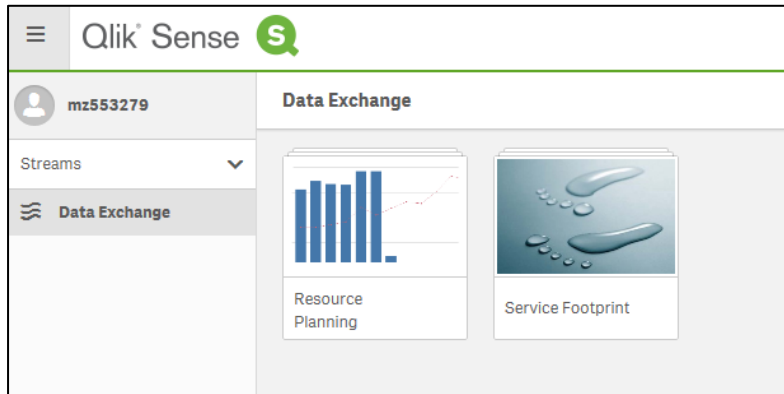 Qlik Sense
mz553279
Data Exchange
Streams
Data Exchange
Resource
Planning
Service Footprint